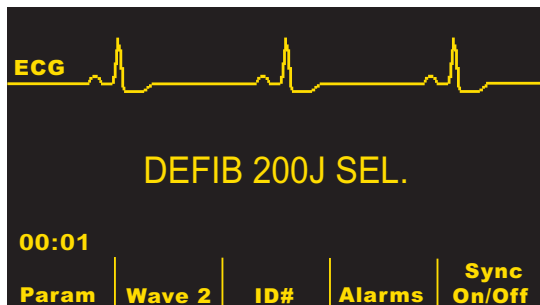 ECG
DEFIB 200J SEL.
00:01
Param Wave 2 ID# Alarms Sync On/Off